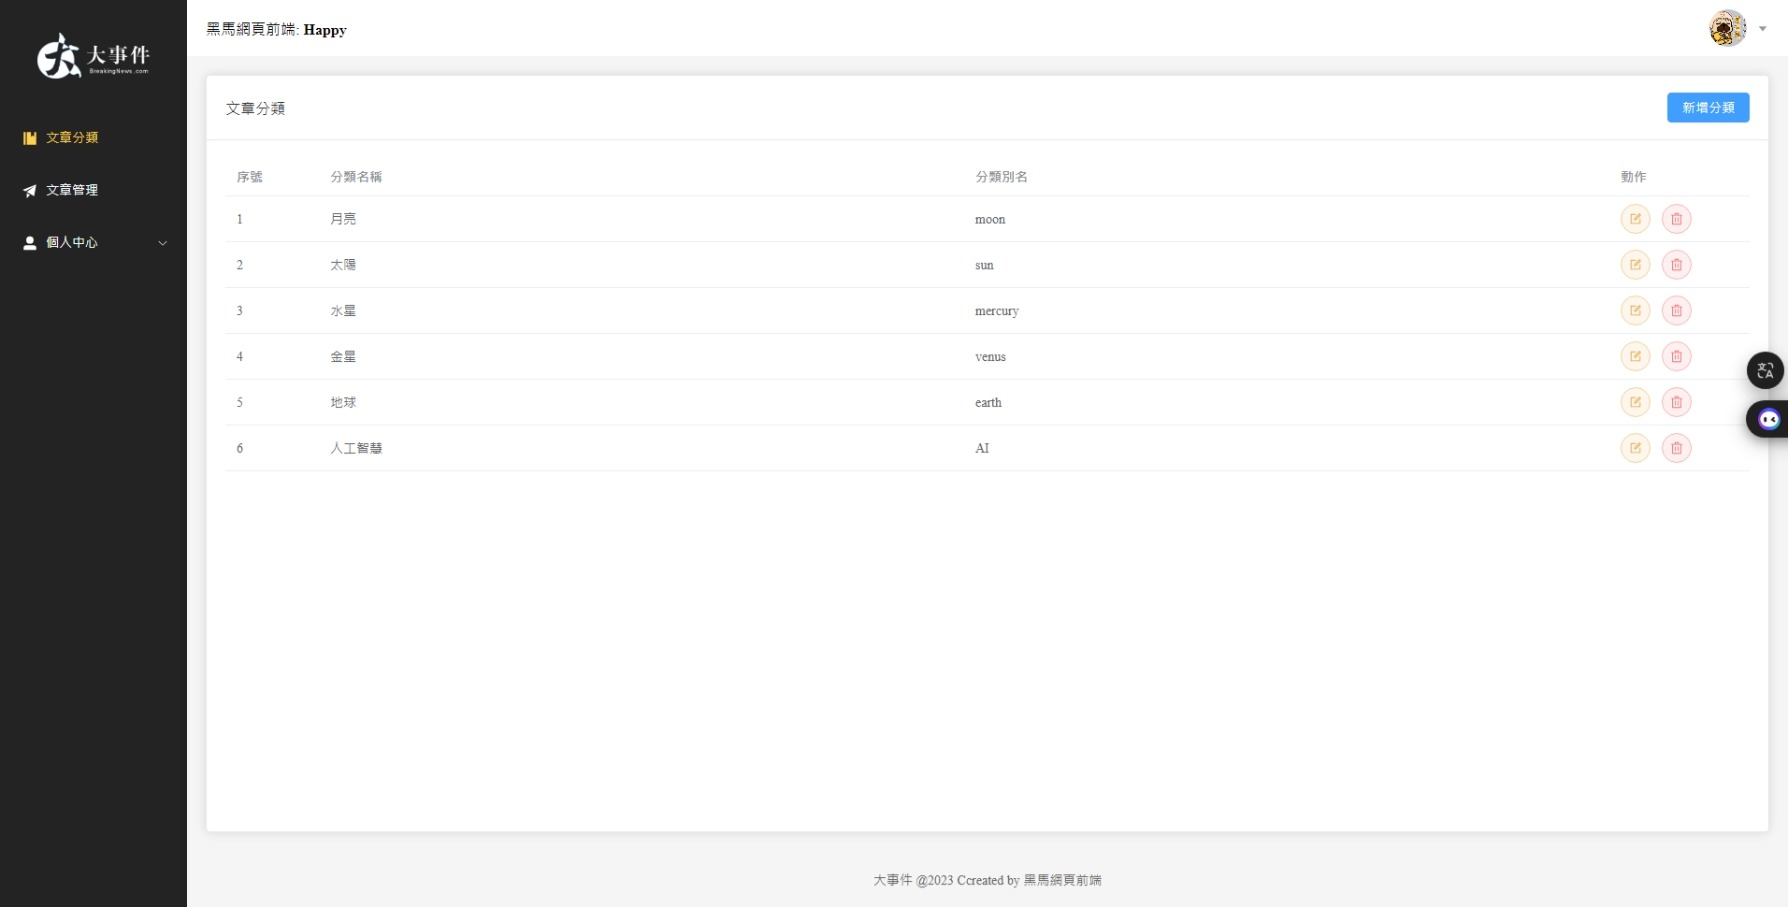 大事件
BreakingNews.com
文章分類
文章管理
個人中心
黑馬網頁前端: Happy
文章分類
新增分類
序號 分類名稱 分類別名 動作
1 月亮 moon
2 太陽 sun
3 水星 mercury
4 金星 venus
5 地球 earth
6 人工智慧 AI
大事件 @2023 Ccreated by 黑馬網頁前端